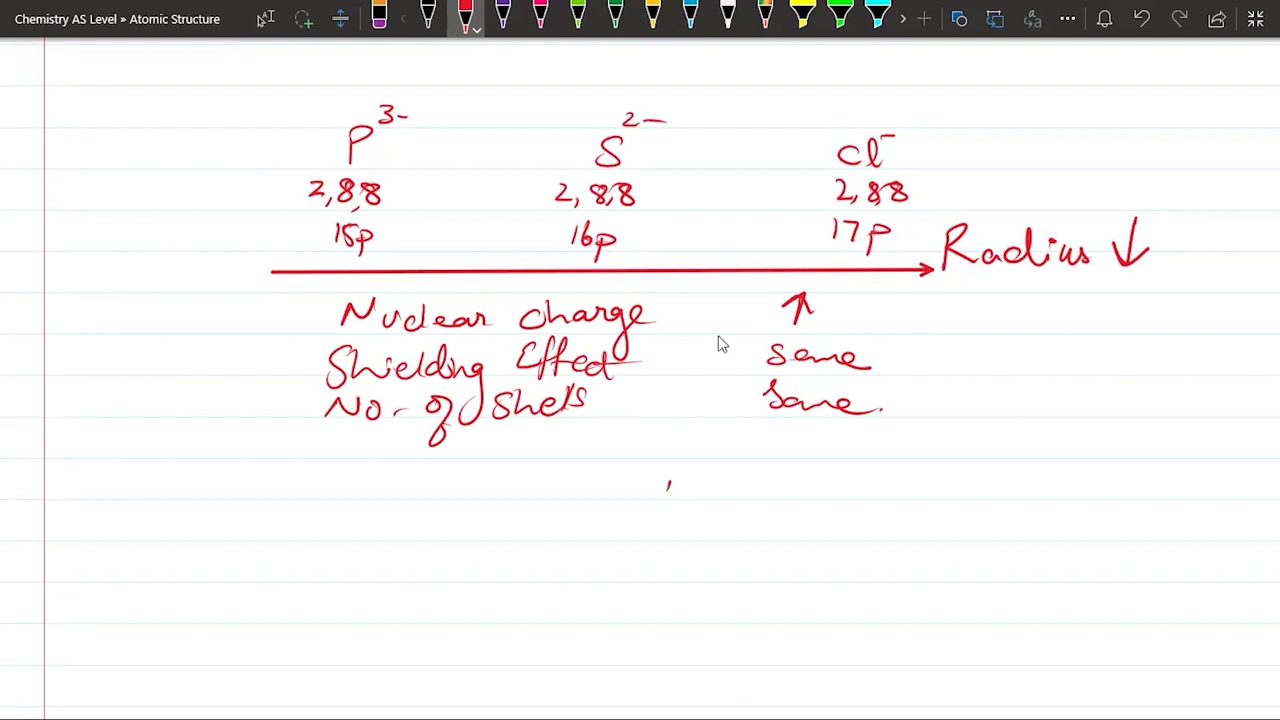 Chemistry AS Level » Atomic Structure
P³⁻ S²⁻ Cl⁻
2,8,8 2,8,8 2,8,8
15p 16p 17p
Radius ↓
Nuclear charge ↑
Shielding Effect same
No. of Shells Same.